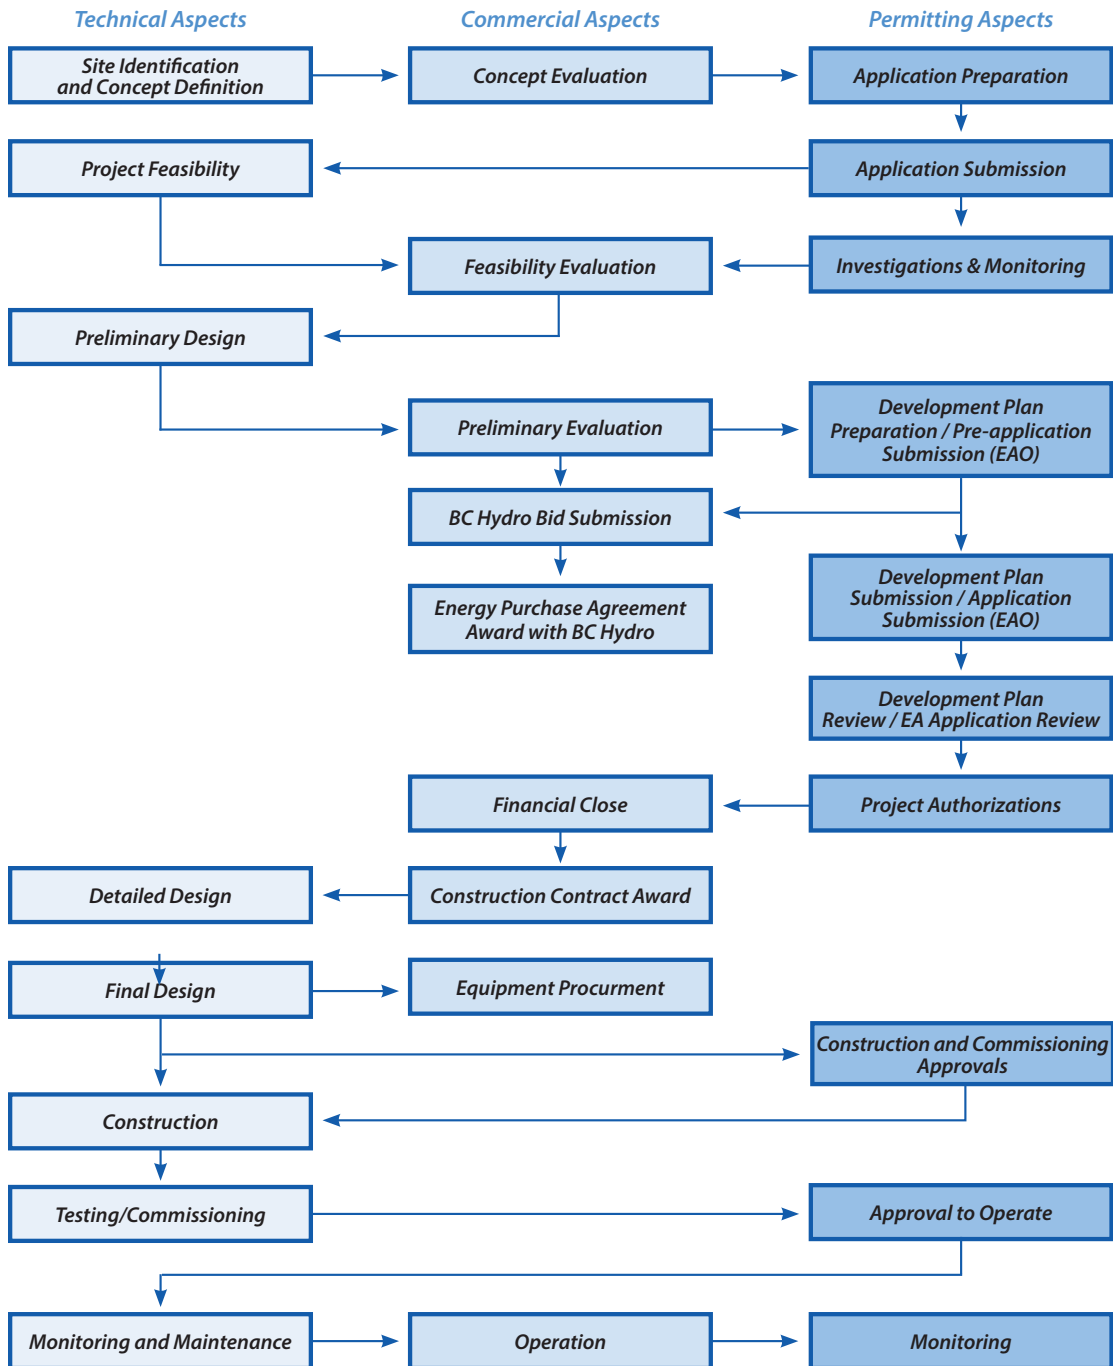 Technical Aspects
Commercial Aspects
Permitting Aspects
Site Identification
and Concept Definition
Concept Evaluation
Application Preparation
Project Feasibility
Application Submission
Feasibility Evaluation
Investigations & Monitoring
Preliminary Design
Preliminary Evaluation
Development Plan
Preparation / Pre-application
Submission (EAO)
BC Hydro Bid Submission
Energy Purchase Agreement
Award with BC Hydro
Development Plan
Submission / Application
Submission (EAO)
Development Plan
Review / EA Application Review
Financial Close
Project Authorizations
Detailed Design
Construction Contract Award
Final Design
Equipment Procurment
Construction and Commissioning
Approvals
Construction
Testing/Commissioning
Approval to Operate
Monitoring and Maintenance
Operation
Monitoring